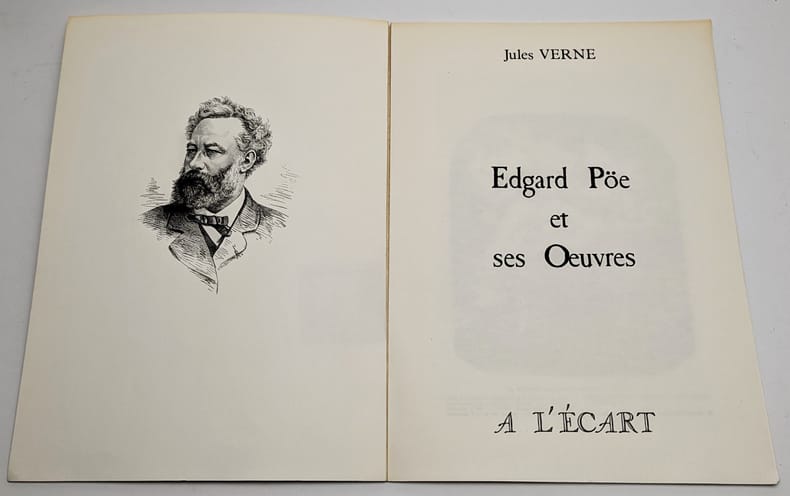 Jules VERNE
Edgard Pöe
et
ses Oeuvres
A L'ÉCART